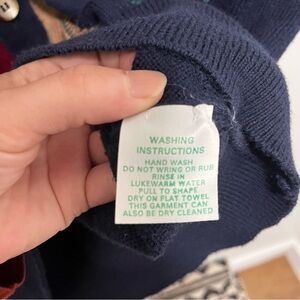 WASHING
INSTRUCTIONS
HAND WASH
DO NOT WRING OR RUB
RINSE IN
LUKEWARM WATER
PULL TO SHAPE
DRY ON FLAT TOWEL
THIS GARMENT CAN
ALSO BE DRY CLEANED